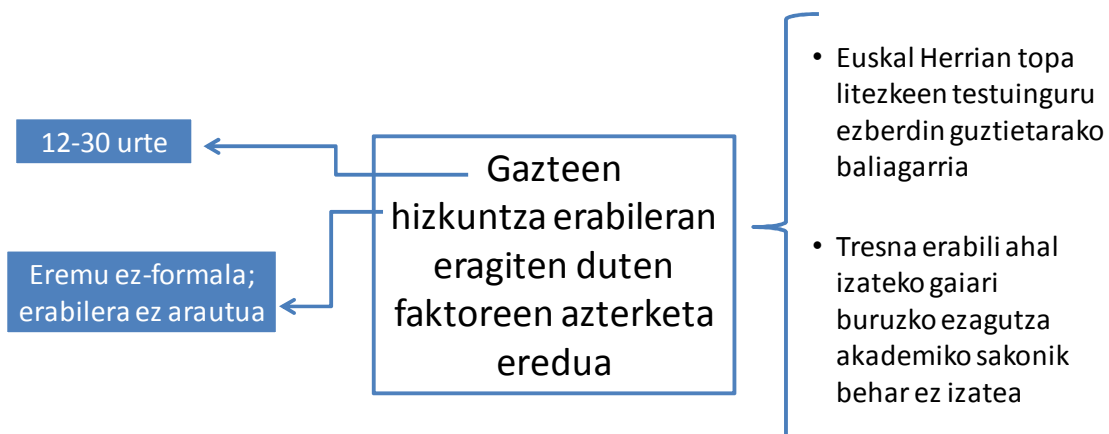 12-30 urte
Eremu ez-formala;
erabilera ez arautua
Gazteen
hizkuntza erabileran
eragiten duten
faktoreen azterketa
eredua
• Euskal Herrian topa
litezkeen testuinguru
ezberdin guztietarako
baliagarria
• Tresna erabili ahal
izateko gaiari
buruzko ezagutza
akademiko sakonik
behar ez izatea